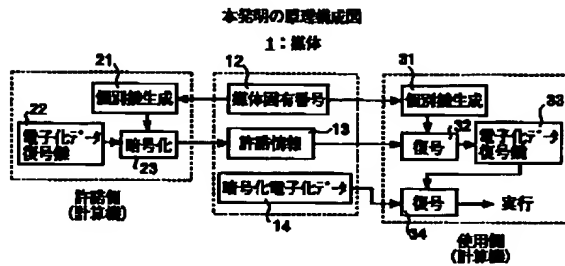 本発明の原理構成図
1:媒体
21
12
31
個別鍵生成
媒体固有番号
個別鍵生成
33
22
電子化データ
復号鍵
暗号化
23
許諾情報
13
復号
32
電子化データ
復号鍵
暗号化電子化データ
14
復号
34
実行
許諾側
(計算機)
使用側
(計算機)